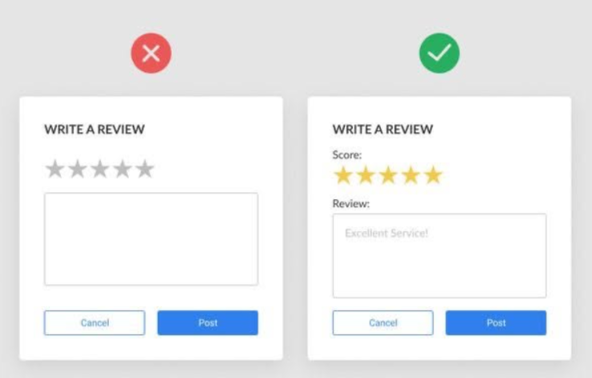 WRITE A REVIEW
Cancel
Post
WRITE A REVIEW
Score:
Review:
Excellent Service!
Cancel
Post